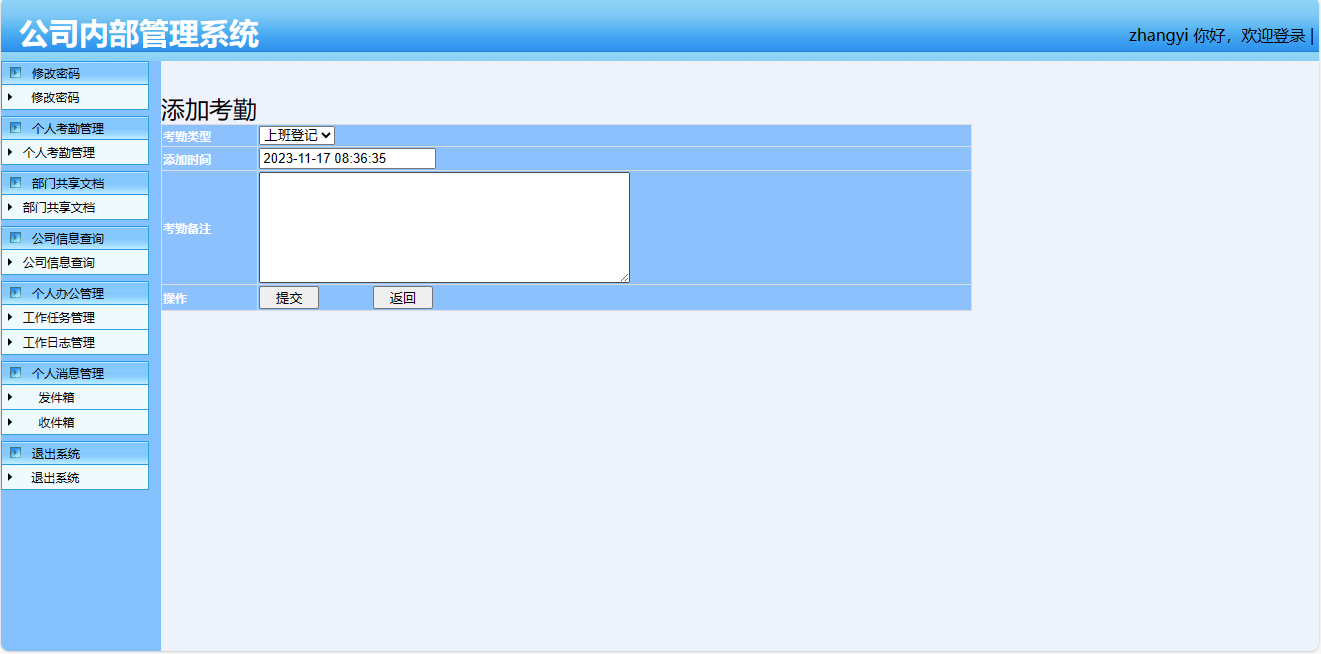 公司内部管理系统
zhangyi 你好，欢迎登录 |
修改密码
修改密码
个人考勤管理
个人考勤管理
部门共享文档
部门共享文档
公司信息查询
公司信息查询
个人办公管理
工作任务管理
工作日志管理
个人消息管理
发件箱
收件箱
退出系统
退出系统
添加考勤
考勤类型 上班登记
添加时间 2023-11-17 08:36:35
考勤备注
操作 提交 返回